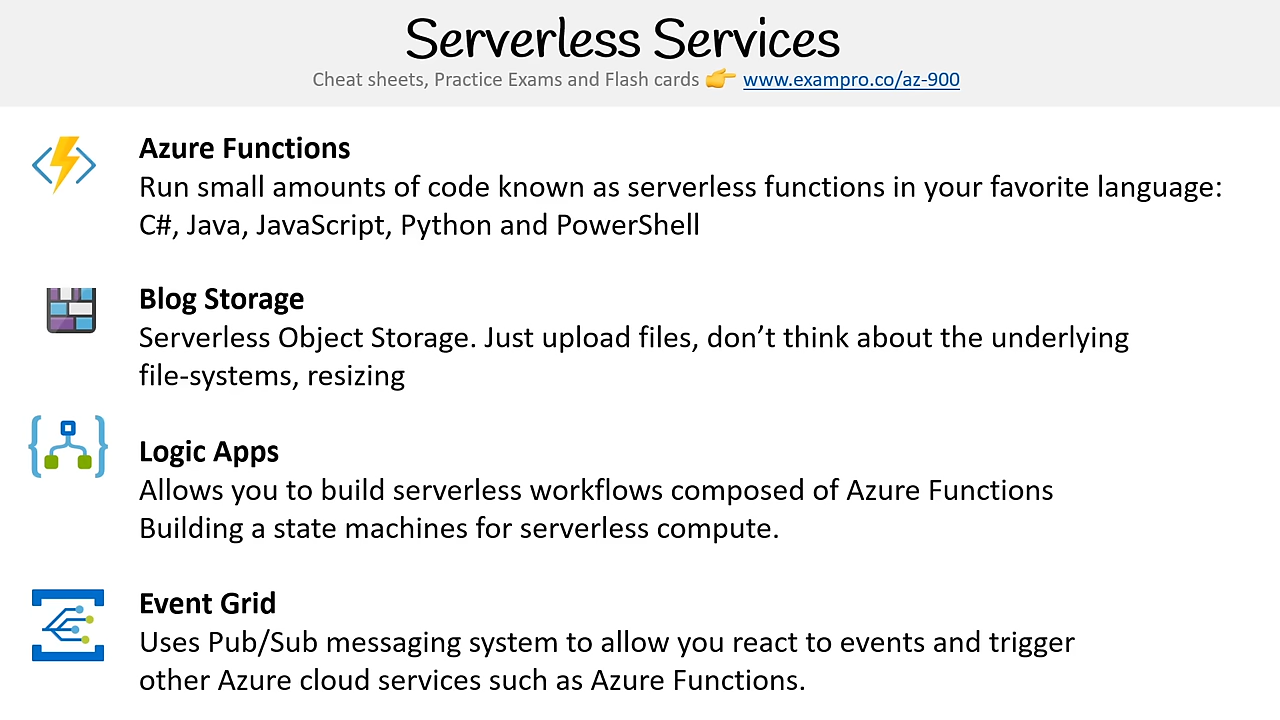 Serverless Services
Cheat sheets, Practice Exams and Flash cards 👉 www.exampro.co/az-900
Azure Functions
Run small amounts of code known as serverless functions in your favorite language:
C#, Java, JavaScript, Python and PowerShell
Blog Storage
Serverless Object Storage. Just upload files, don’t think about the underlying
file-systems, resizing
Logic Apps
Allows you to build serverless workflows composed of Azure Functions
Building a state machines for serverless compute.
Event Grid
Uses Pub/Sub messaging system to allow you react to events and trigger
other Azure cloud services such as Azure Functions.